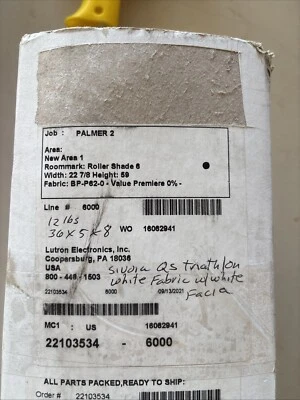 Job : PALMER 2
Area:
New Area 1
Roommark: Roller Shade 6
Width: 22 7/8 Height: 59
Fabric: BP-P62-0 - Value Premiere 0% -
Line # 6000
12 lbs
36x5x8 WO 16062941
Lutron Electronics, Inc.
Coopersburg, PA 18036
USA
800-446-1503
Sivoia QS triathlon
white Fabric w/white
Facia
22103534 6000 09/13/2021
MC1 : US 16062941
22103534 - 6000
ALL PARTS PACKED,READY TO SHIP:
Order # 22103534